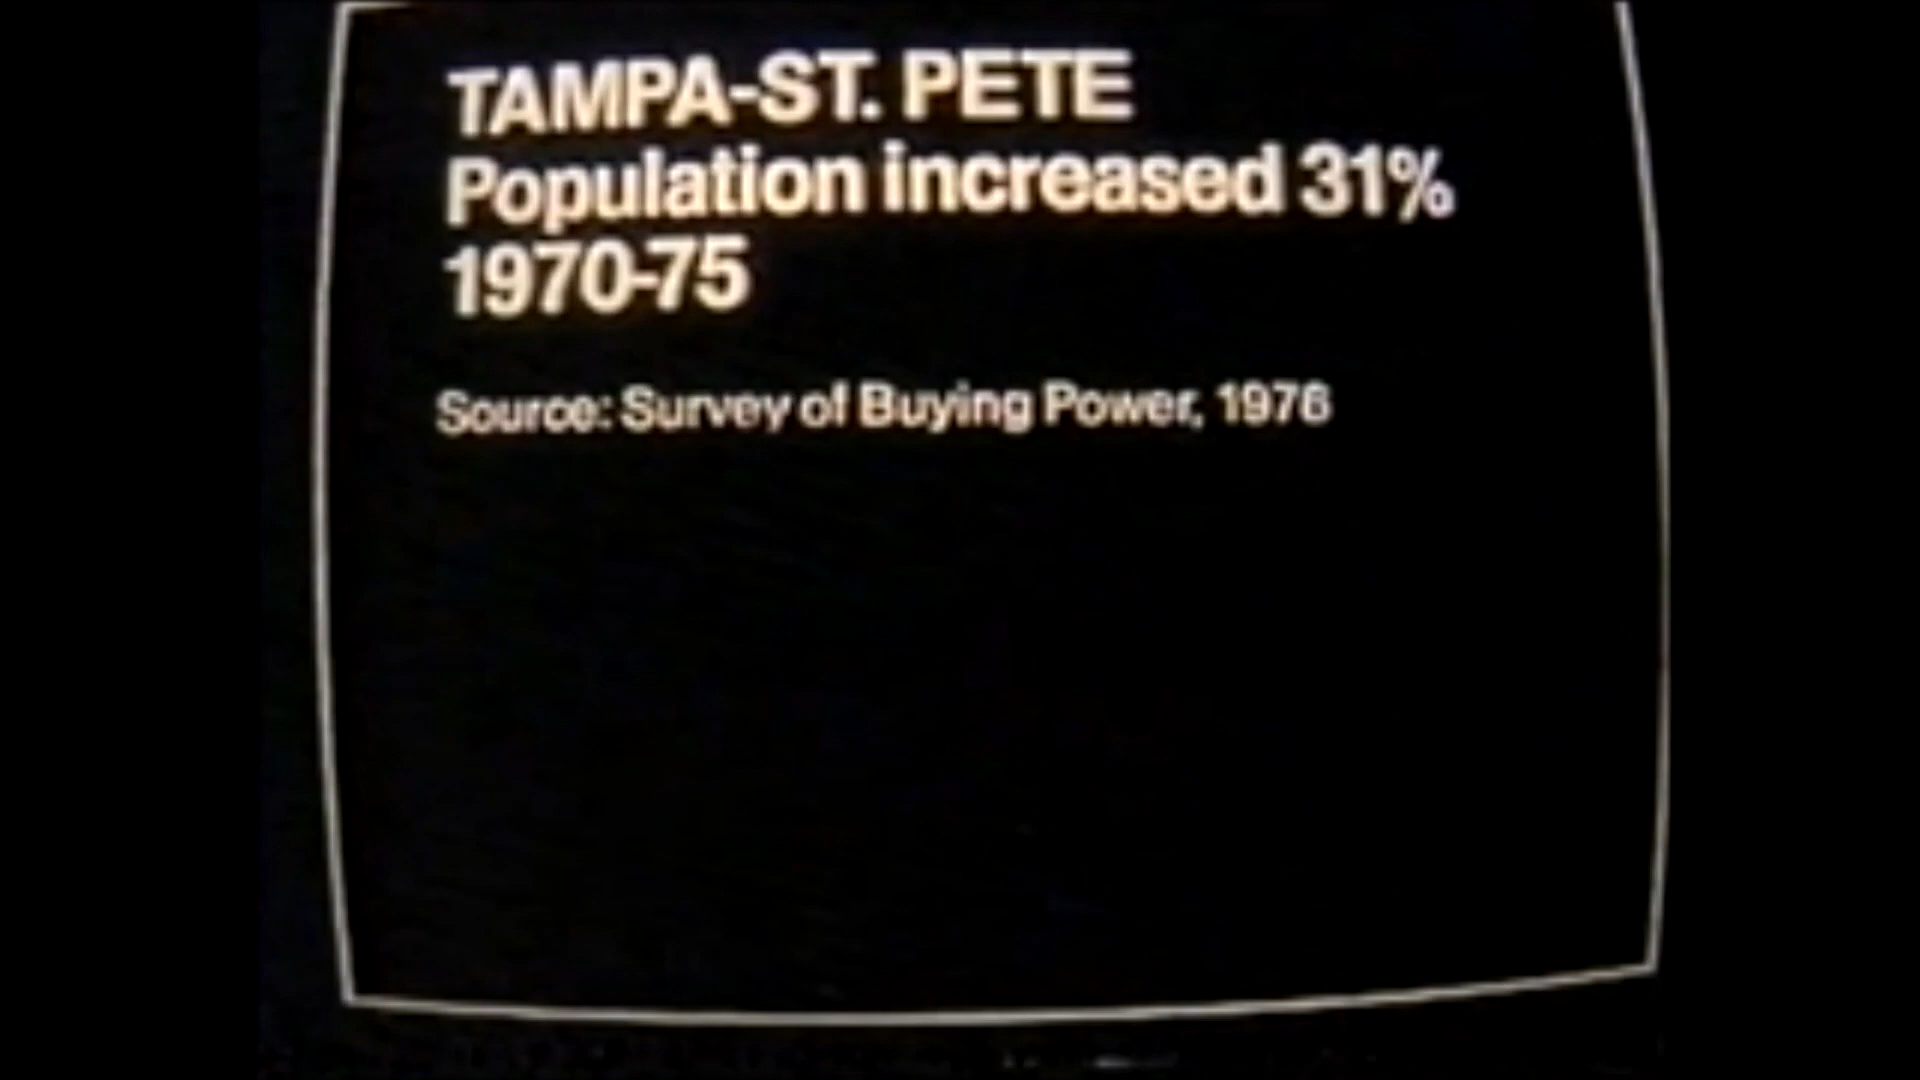 TAMPA-ST. PETE
Population increased 31%
1970-75
Source: Survey of Buying Power, 1976